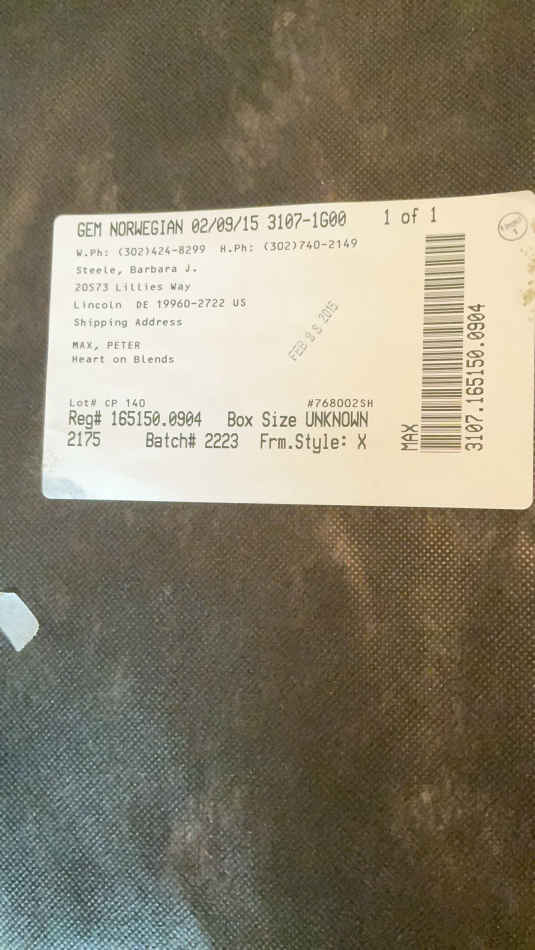 GEM NORWEGIAN 02/09/15 3107-1G00 1 of 1
W.Ph: (302)424-8299 H.Ph: (302)740-2149
Steele, Barbara J.
20573 Lillies Way
Lincoln DE 19960-2722 US
Shipping Address
FEB 2015
MAX, PETER
Heart on Blends
Lot# CP 140 #768002SH
Reg# 165150.0904 Box Size UNKNOWN
2175 Batch# 2223 Frm.Style: X
MAX
3107.165150.0904